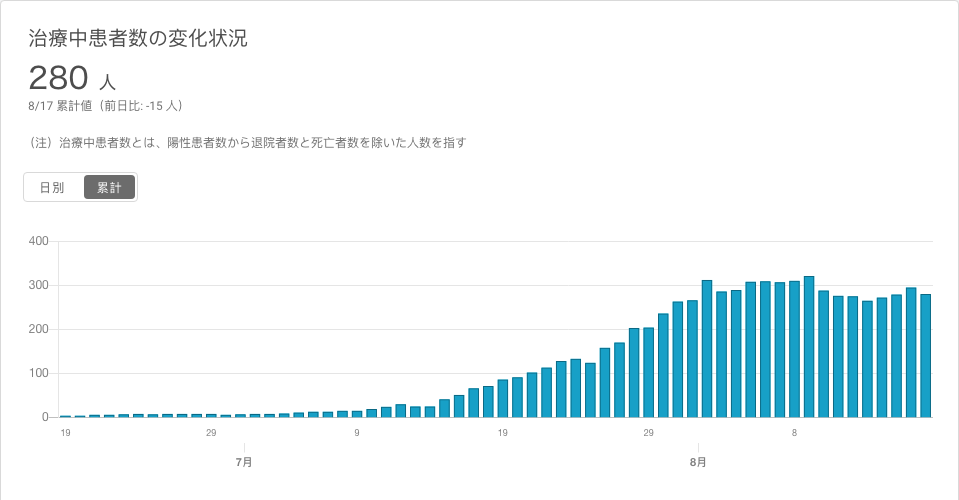 治療中患者数の変化状況
280 人
8/17 累計値（前日比: -15 人）
（注）治療中患者数とは、陽性患者数から退院者数と死亡者数を除いた人数を指す
日別 累計
400
300
200
100
0
19 29 9 19 29 8
7月 8月